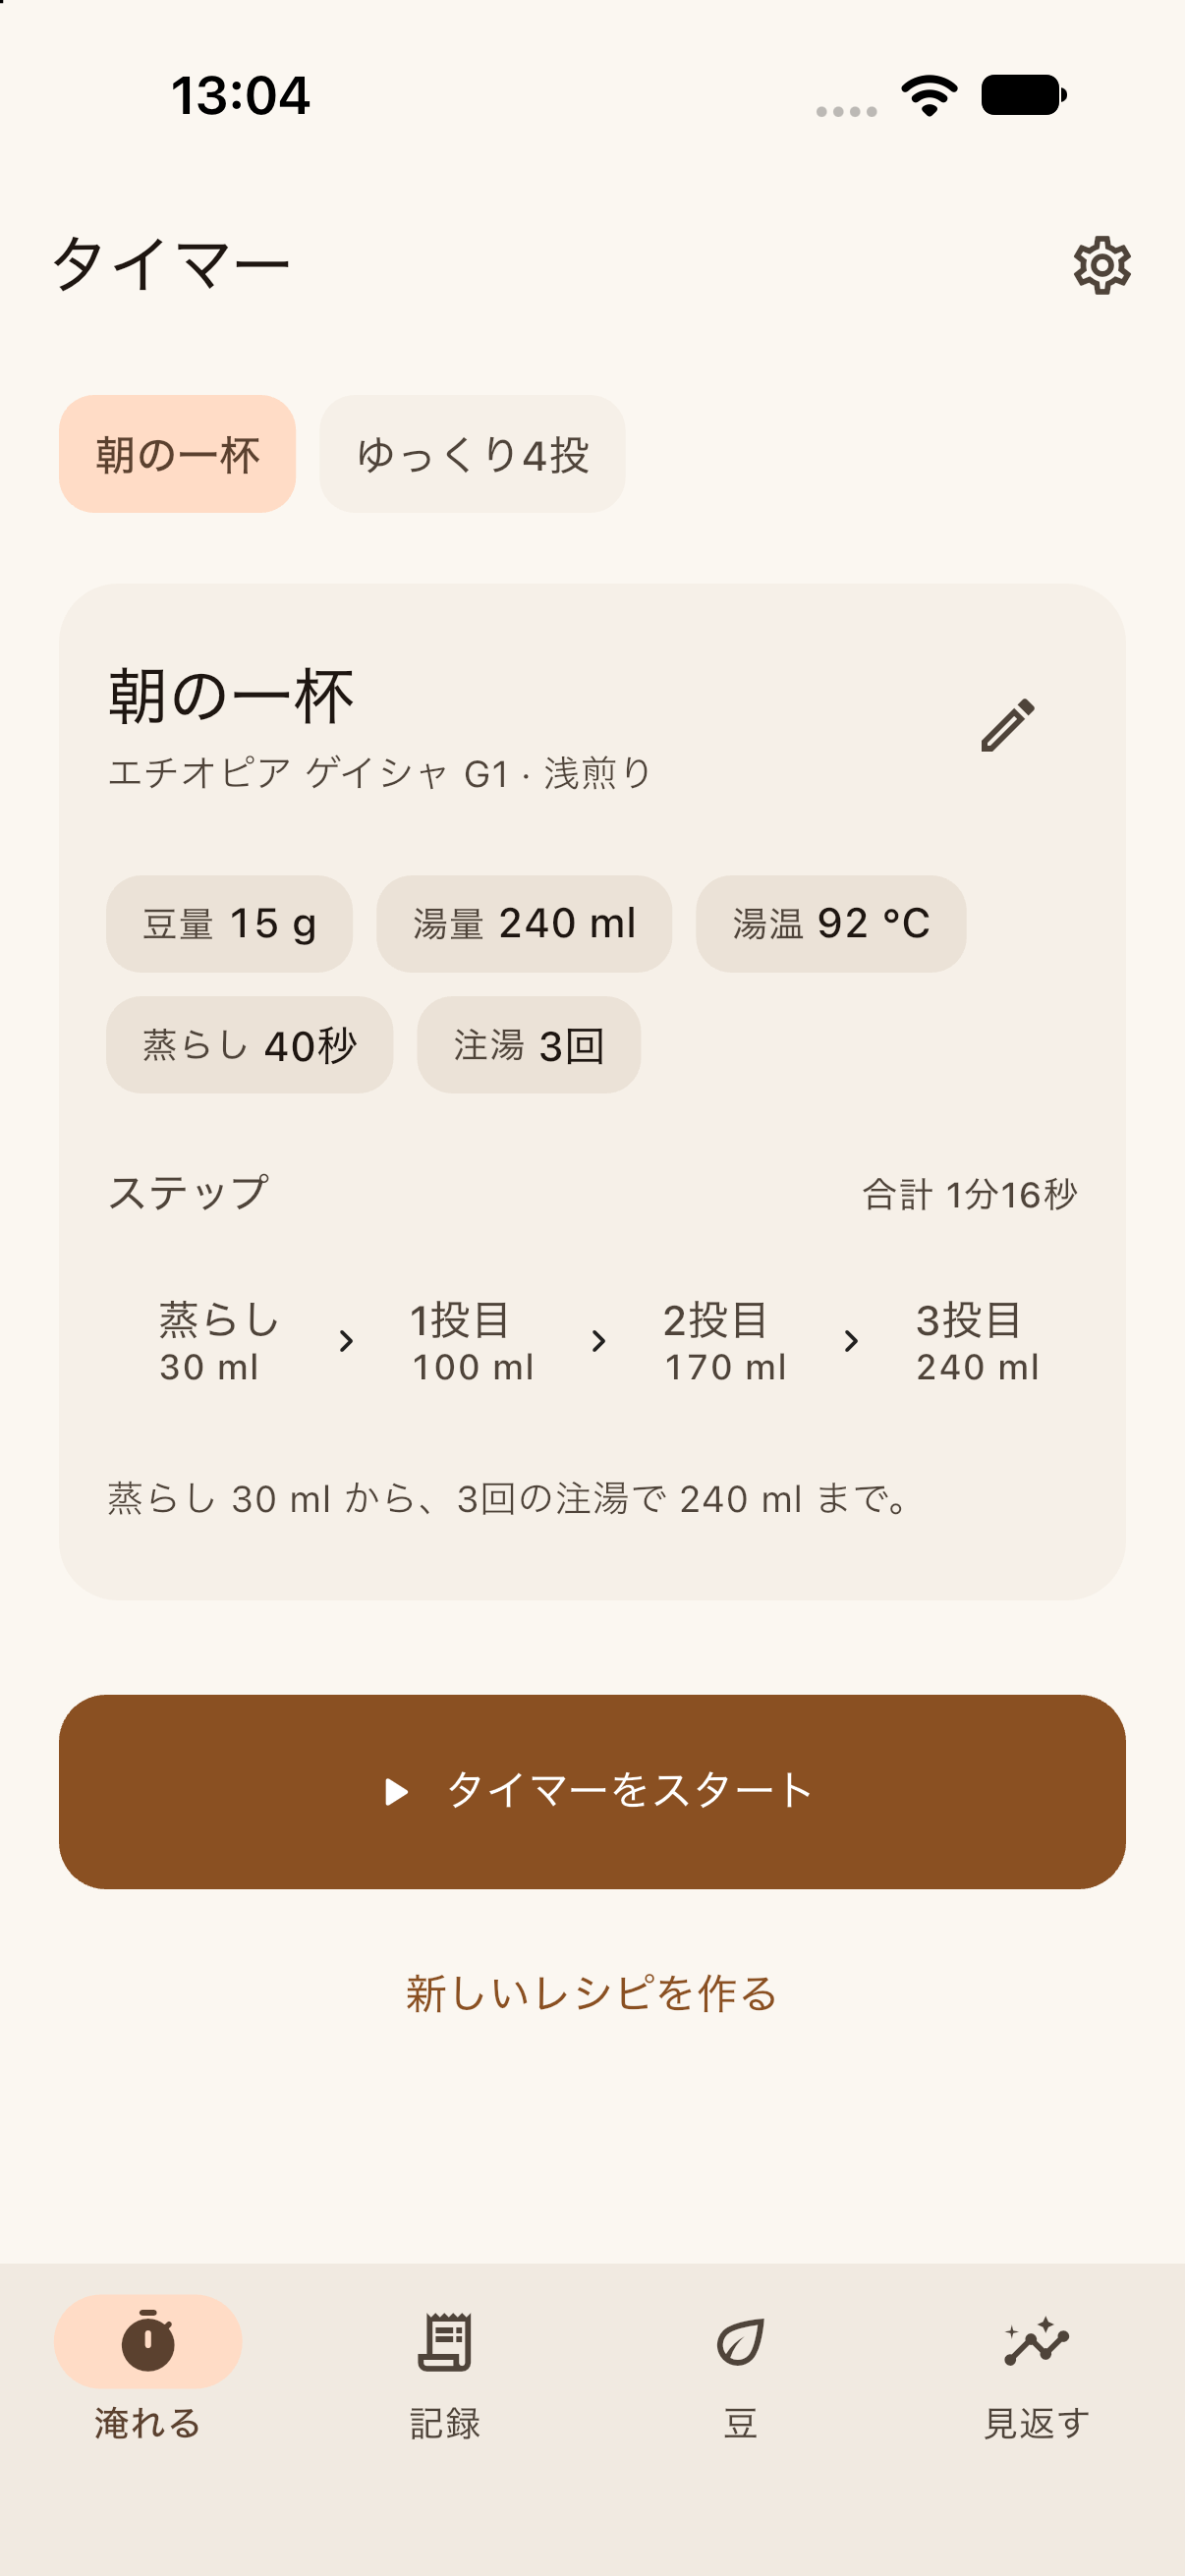 13:04
タイマー
朝の一杯
ゆっくり4投
朝の一杯
エチオピア ゲイシャ G1 · 浅煎り
豆量 15 g
湯量 240 ml
湯温 92 °C
蒸らし 40秒
注湯 3回
ステップ
合計 1分16秒
蒸らし
30 ml
1投目
100 ml
2投目
170 ml
3投目
240 ml
蒸らし 30 ml から、3回の注湯で 240 ml まで。
タイマーをスタート
新しいレシピを作る
淹れる
記録
豆
見返す